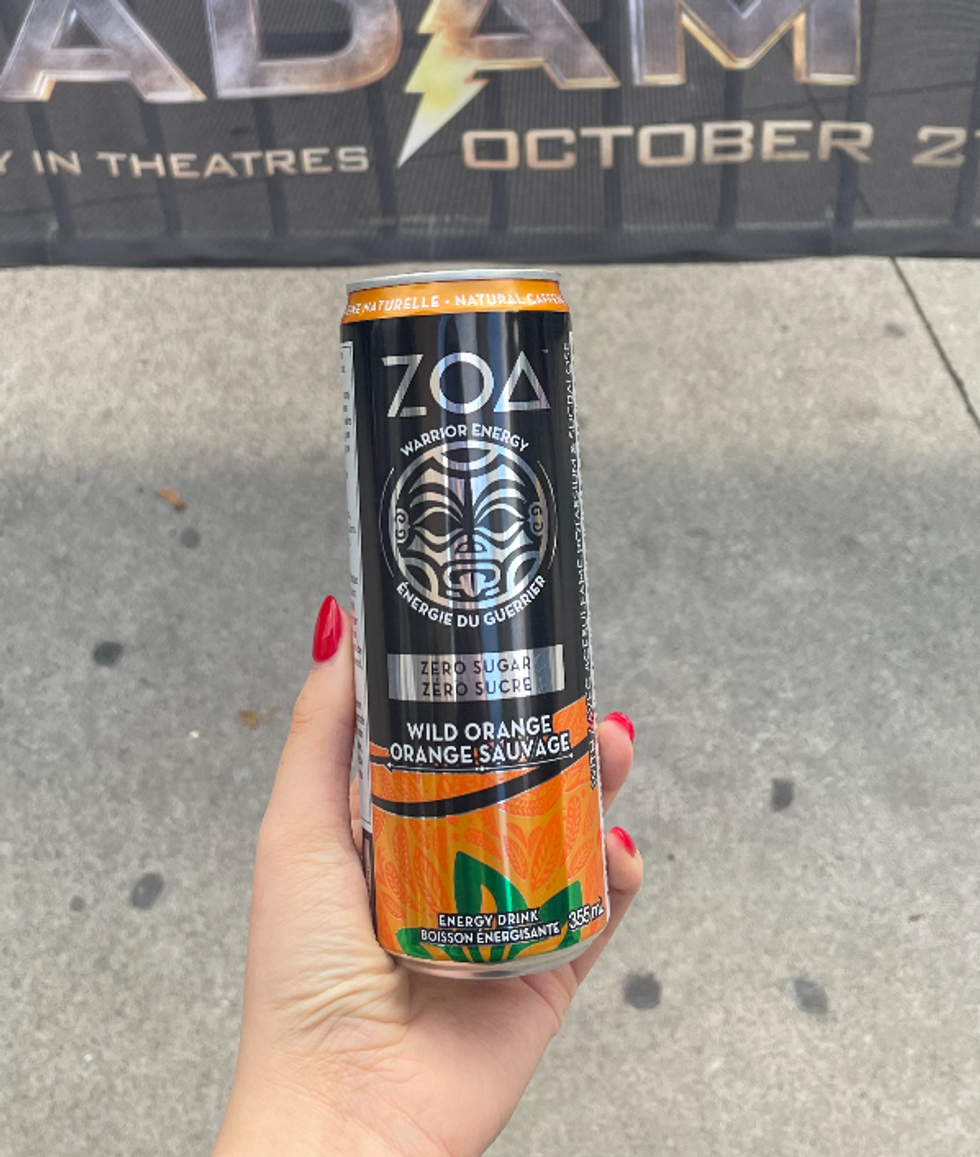 ADAM
Y IN THEATRES OCTOBER 2
NATURELLE • NATURAL
ZOA
WARRIOR ENERGY
ÉNERGIE DU GUERRIER
ZERO SUGAR
ZÉRO SUCRE
WILD ORANGE
ORANGE SAUVAGE
ENERGY DRINK
BOISSON ÉNERGISANTE
355 mL